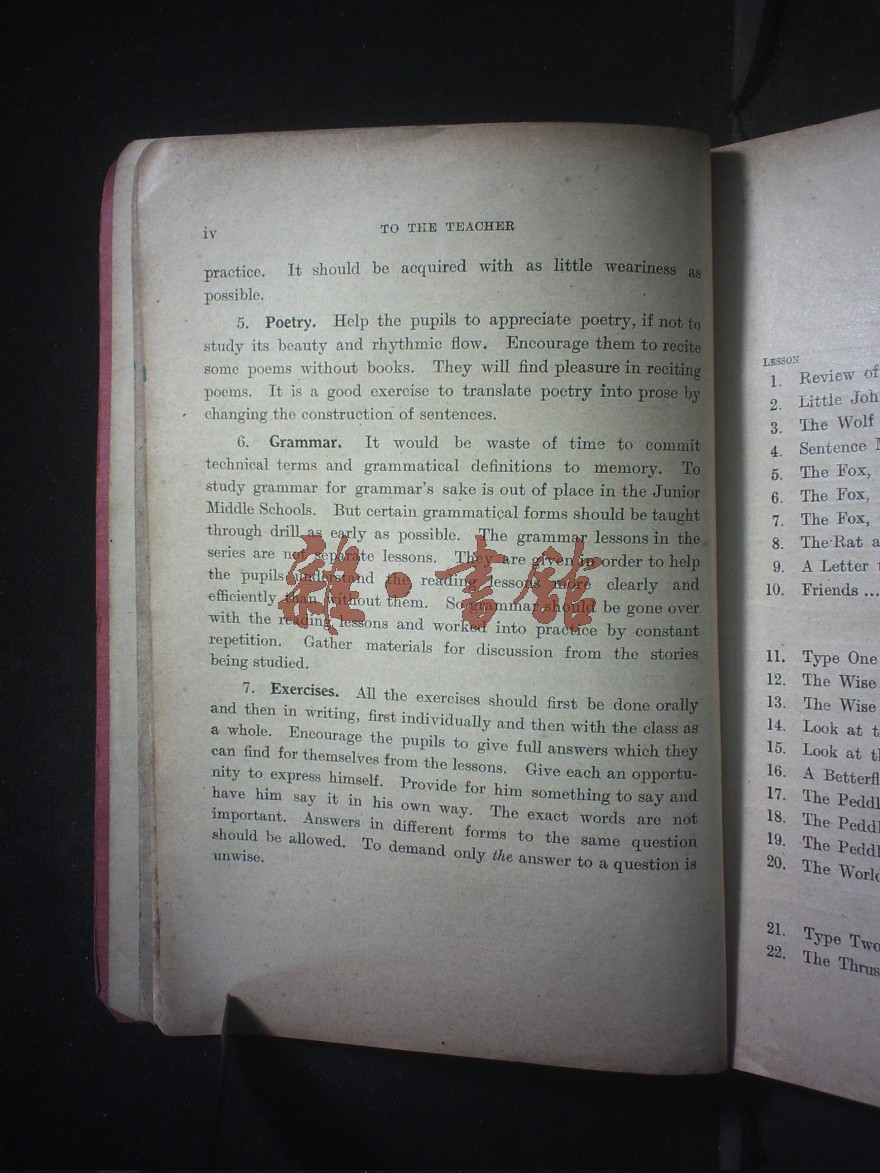 iv
TO THE TEACHER
practice. It should be acquired with as little weariness as
possible.
5. Poetry. Help the pupils to appreciate poetry, if not to
study its beauty and rhythmic flow. Encourage them to recite
some poems without books. They will find pleasure in reciting
poems. It is a good exercise to translate poetry into prose by
changing the construction of sentences.
6. Grammar. It would be waste of time to commit
technical terms and grammatical definitions to memory. To
study grammar for grammar's sake is out of place in the Junior
Middle Schools. But certain grammatical forms should be taught
through drill as early as possible. The grammar lessons in the
series are not separate lessons. They are given in order to help
the pupils understand the reading lessons more clearly and
efficiently than without them. So grammar should be gone over
with the reading lessons and worked into practice by constant
repetition. Gather materials for discussion from the stories
being studied.
7. Exercises. All the exercises should first be done orally
and then in writing, first individually and then with the class as
a whole. Encourage the pupils to give full answers which they
can find for themselves from the lessons. Give each an opportu-
nity to express himself. Provide for him something to say and
have him say it in his own way. The exact words are not
important. Answers in different forms to the same question
should be allowed. To demand only the answer to a question is
unwise.
雜·書館
LESSON
1. Review of
2. Little Joh
3. The Wolf
4. Sentence
5. The Fox,
6. The Fox,
7. The Fox,
8. The Rat a
9. A Letter
10. Friends ...
11. Type One
12. The Wise
13. The Wise
14. Look at t
15. Look at t
16. A Betterfl
17. The Peddl
18. The Peddl
19. The Peddl
20. The Worl
21. Type Two
22. The Thrus